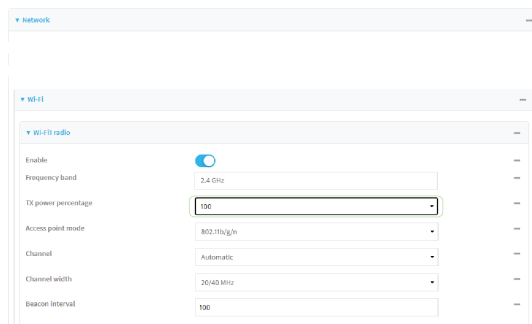 Network
Wi-Fi
Wi-Fi1 radio
Enable
Frequency band 2.4 GHz
TX power percentage 100
Access point mode 802.11b/g/n
Channel Automatic
Channel width 20/40 MHz
Beacon interval 100